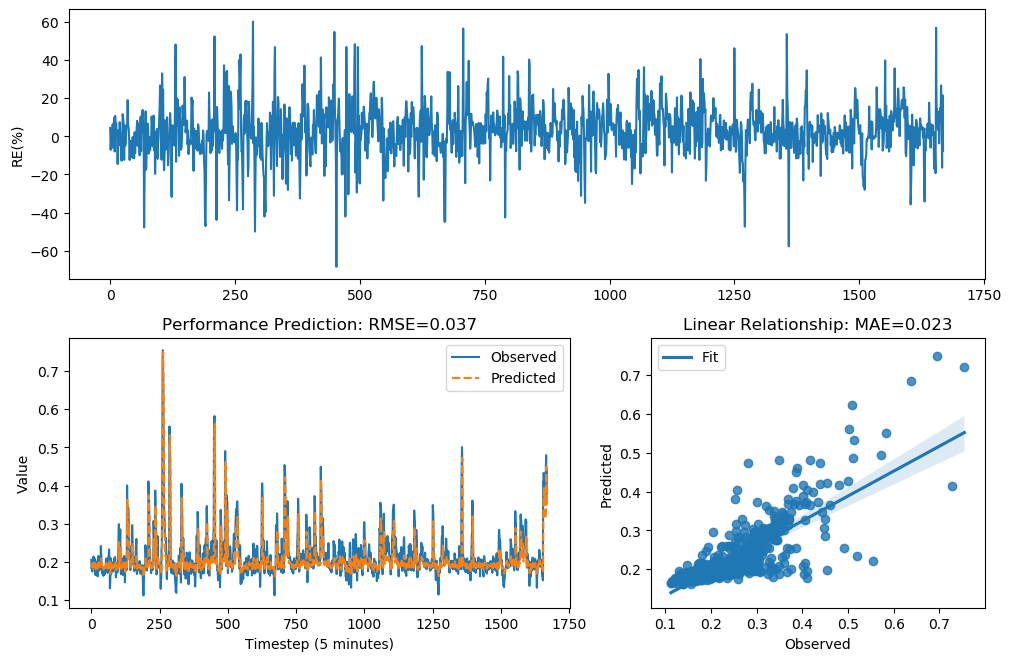 60
40
20
0
−20
−40
−60
RE(%)
0 250 500 750 1000 1250 1500 1750
Performance Prediction: RMSE=0.037
0.7
0.6
0.5
0.4
0.3
0.2
0.1
Value
Observed
Predicted
0 250 500 750 1000 1250 1500 1750
Timestep (5 minutes)
Linear Relationship: MAE=0.023
Fit
0.7
0.6
0.5
0.4
0.3
0.2
Predicted
0.1 0.2 0.3 0.4 0.5 0.6 0.7
Observed